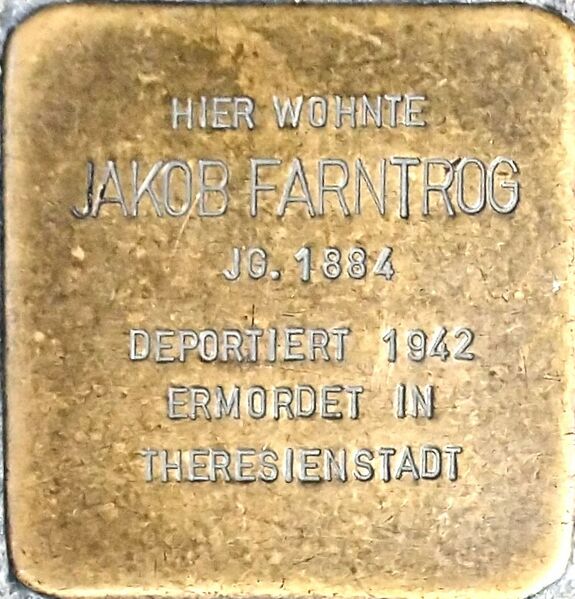 HIER WOHNTE
JAKOB FARNTROG
JG. 1884
DEPORTIERT 1942
ERMORDET IN
THERESIENSTADT